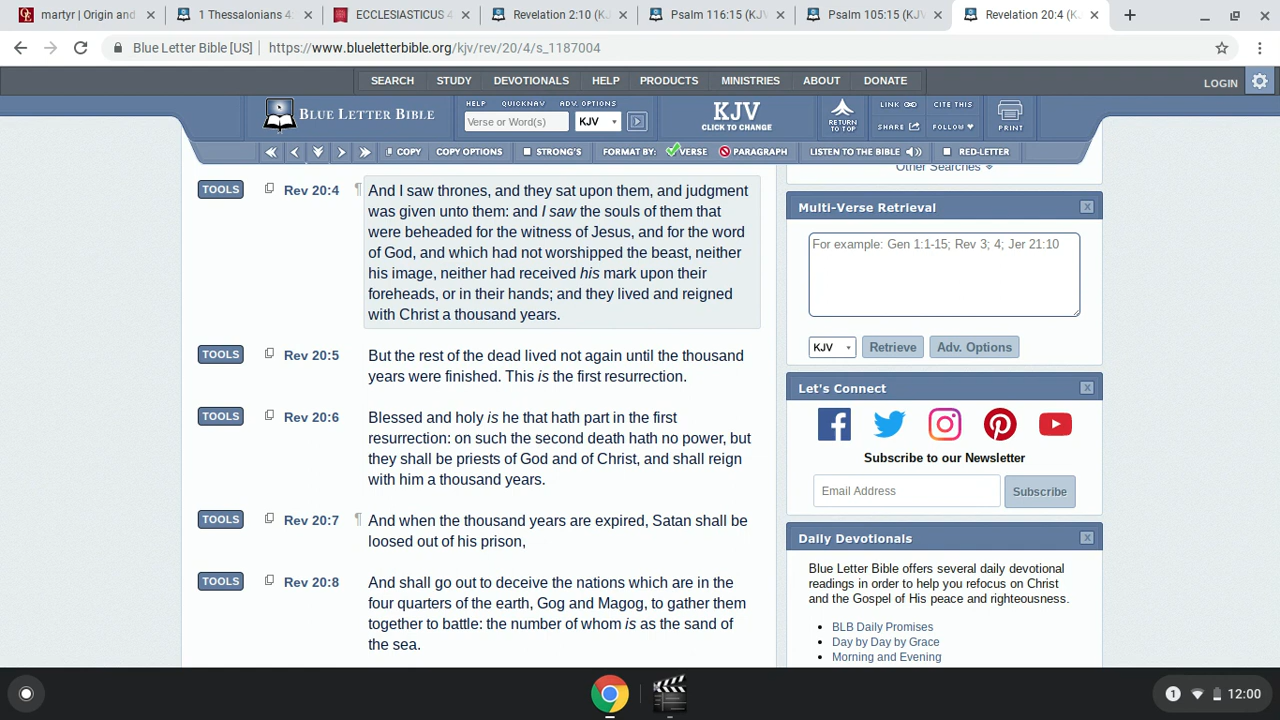 martyr | Origin and
1 Thessalonians 4:
ECCLESIASTICUS 4
Revelation 2:10 (KJ
Psalm 116:15 (KJV
Psalm 105:15 (KJV
Revelation 20:4 (KJ
Blue Letter Bible [US] | https://www.blueletterbible.org/kjv/rev/20/4/s_1187004
SEARCH STUDY DEVOTIONALS HELP PRODUCTS MINISTRIES ABOUT DONATE
LOGIN
BLUE LETTER BIBLE
HELP QUICKNAV ADV. OPTIONS
Verse or Word(s) KJV
KJV
CLICK TO CHANGE
RETURN
TO TOP
LINK CITE THIS
SHARE FOLLOW
PRINT
COPY COPY OPTIONS STRONG'S FORMAT BY: VERSE PARAGRAPH LISTEN TO THE BIBLE RED-LETTER
TOOLS Rev 20:4 ¶ And I saw thrones, and they sat upon them, and judgment
was given unto them: and I saw the souls of them that
were beheaded for the witness of Jesus, and for the word
of God, and which had not worshipped the beast, neither
his image, neither had received his mark upon their
foreheads, or in their hands; and they lived and reigned
with Christ a thousand years.
TOOLS Rev 20:5 But the rest of the dead lived not again until the thousand
years were finished. This is the first resurrection.
TOOLS Rev 20:6 Blessed and holy is he that hath part in the first
resurrection: on such the second death hath no power, but
they shall be priests of God and of Christ, and shall reign
with him a thousand years.
TOOLS Rev 20:7 ¶ And when the thousand years are expired, Satan shall be
loosed out of his prison,
TOOLS Rev 20:8 And shall go out to deceive the nations which are in the
four quarters of the earth, Gog and Magog, to gather them
together to battle: the number of whom is as the sand of
the sea.
Other Searches
Multi-Verse Retrieval
For example: Gen 1:1-15; Rev 3; 4; Jer 21:10
KJV Retrieve Adv. Options
Let's Connect
Subscribe to our Newsletter
Email Address Subscribe
Daily Devotionals
Blue Letter Bible offers several daily devotional
readings in order to help you refocus on Christ
and the Gospel of His peace and righteousness.
• BLB Daily Promises
• Day by Day by Grace
• Morning and Evening
1 12:00